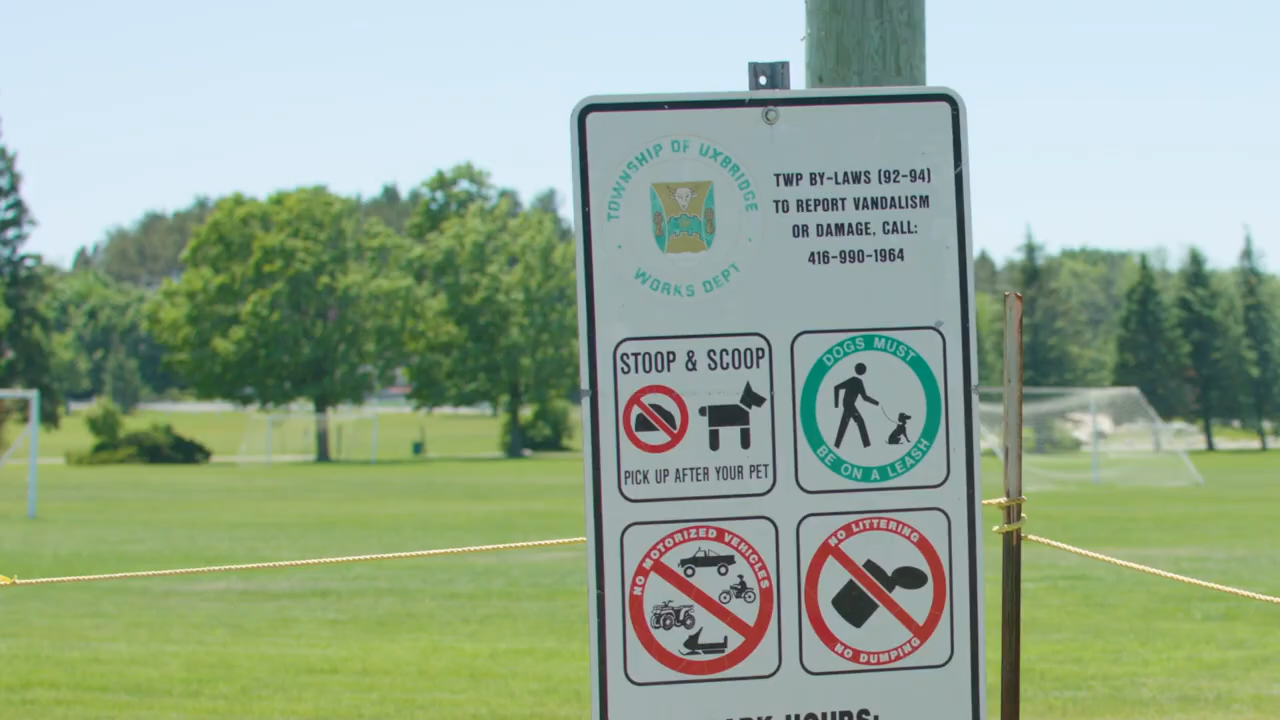 TOWNSHIP OF UXBRIDGE
WORKS DEPT
TWP BY-LAWS (92-94)
TO REPORT VANDALISM
OR DAMAGE, CALL:
416-990-1964
STOOP & SCOOP
PICK UP AFTER YOUR PET
DOGS MUST
BE ON A LEASH
NO MOTORIZED VEHICLES
NO LITTERING
NO DUMPING
HOURS: